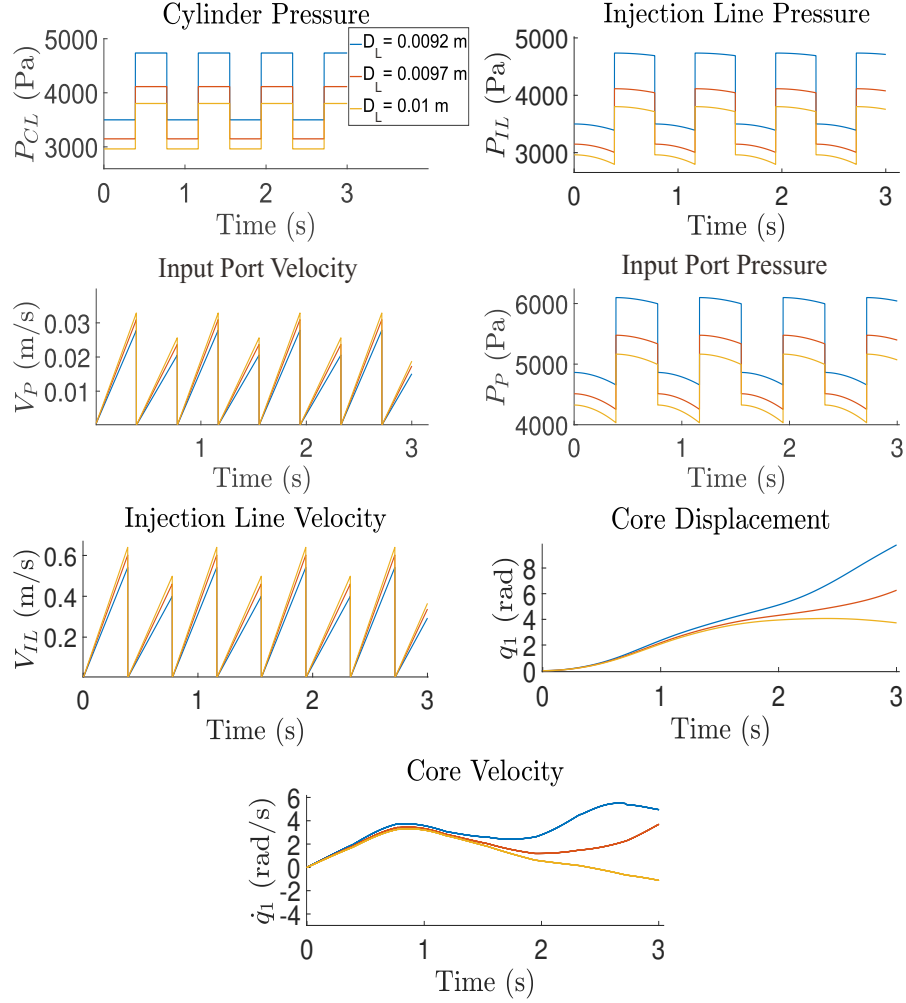 Cylinder Pressure
5000
4000
3000
P_CL (Pa)
0 1 2 3
Time (s)
D_L = 0.0092 m
D_L = 0.0097 m
D_L = 0.01 m
Injection Line Pressure
5000
4000
3000
P_IL (Pa)
0 1 2 3
Time (s)
Input Port Velocity
0.03
0.02
0.01
V_P (m/s)
1 2 3
Time (s)
Input Port Pressure
6000
5000
4000
P_P (Pa)
0 1 2 3
Time (s)
Injection Line Velocity
0.6
0.4
0.2
V_IL (m/s)
0 1 2 3
Time (s)
Core Displacement
8
6
4
2
0
q_1 (rad)
0 1 2 3
Time (s)
Core Velocity
6
4
2
0
-2
-4
q̇_1 (rad/s)
0 1 2 3
Time (s)